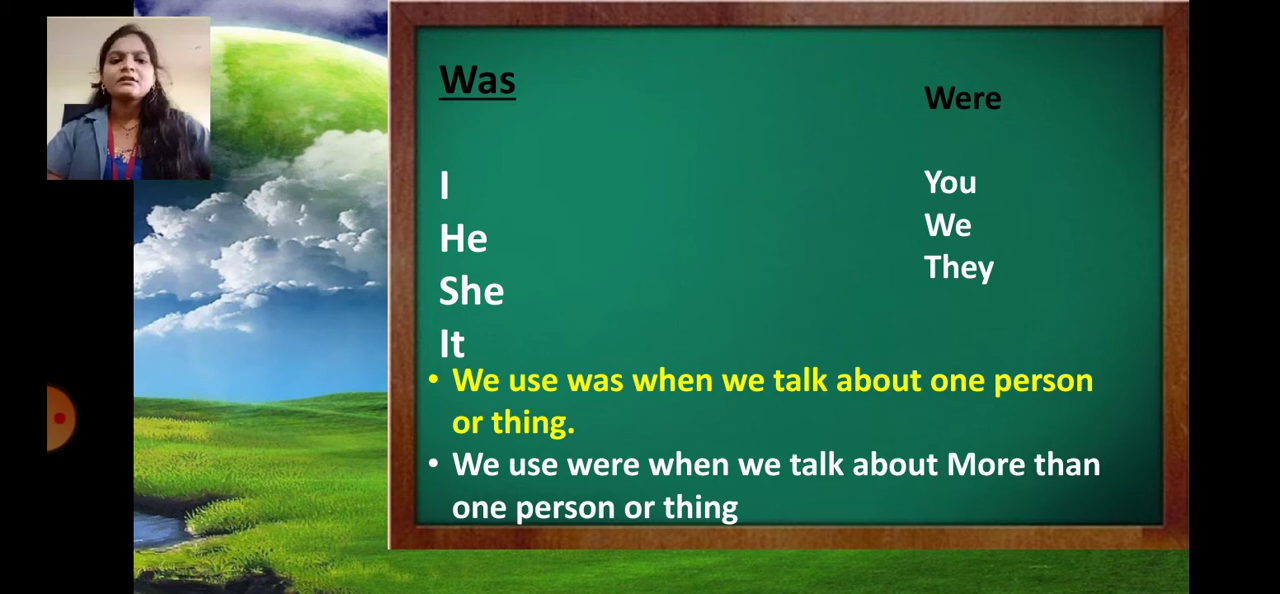 Was
I
He
She
It
Were
You
We
They
• We use was when we talk about one person
or thing.
• We use were when we talk about More than
one person or thing